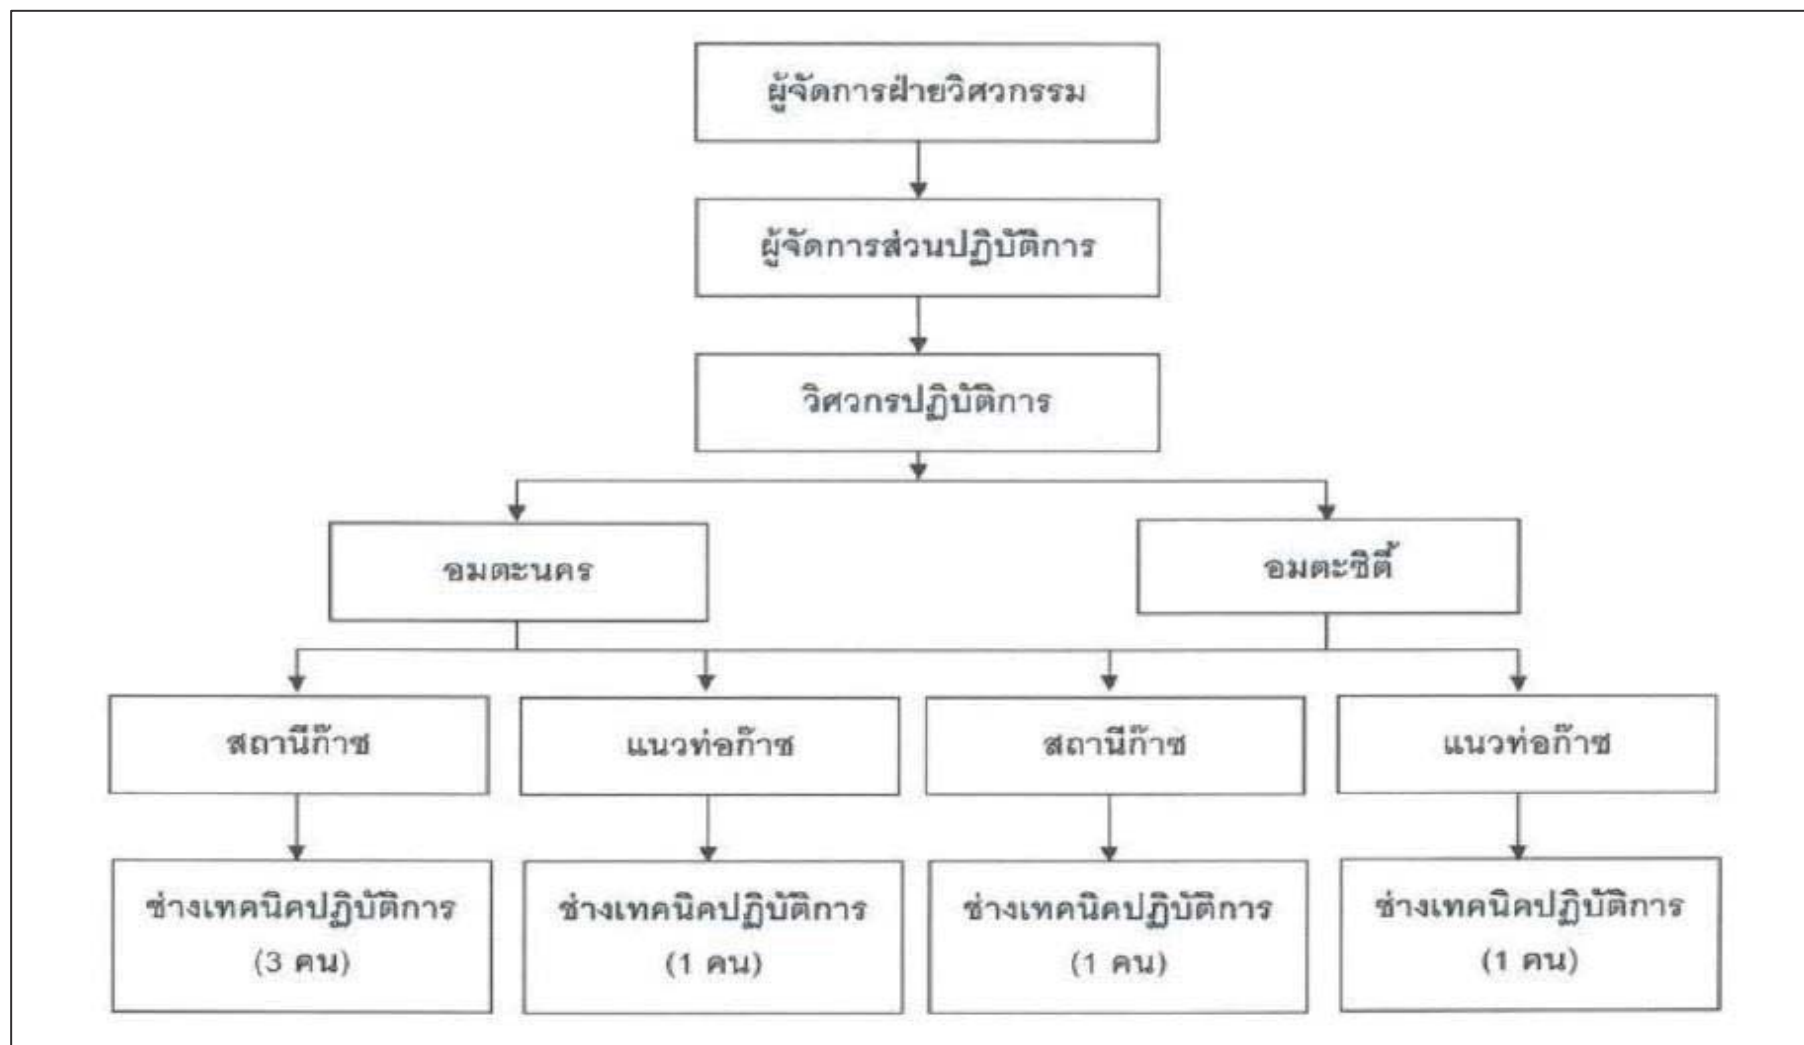 ผู้จัดการฝ่ายวิศวกรรม
ผู้จัดการส่วนปฏิบัติการ
วิศวกรปฏิบัติการ
อมตะนคร
อมตะซิตี้
สถานีก๊าซ
แนวท่อก๊าซ
สถานีก๊าซ
แนวท่อก๊าซ
ช่างเทคนิคปฏิบัติการ
(3 คน)
ช่างเทคนิคปฏิบัติการ
(1 คน)
ช่างเทคนิคปฏิบัติการ
(1 คน)
ช่างเทคนิคปฏิบัติการ
(1 คน)